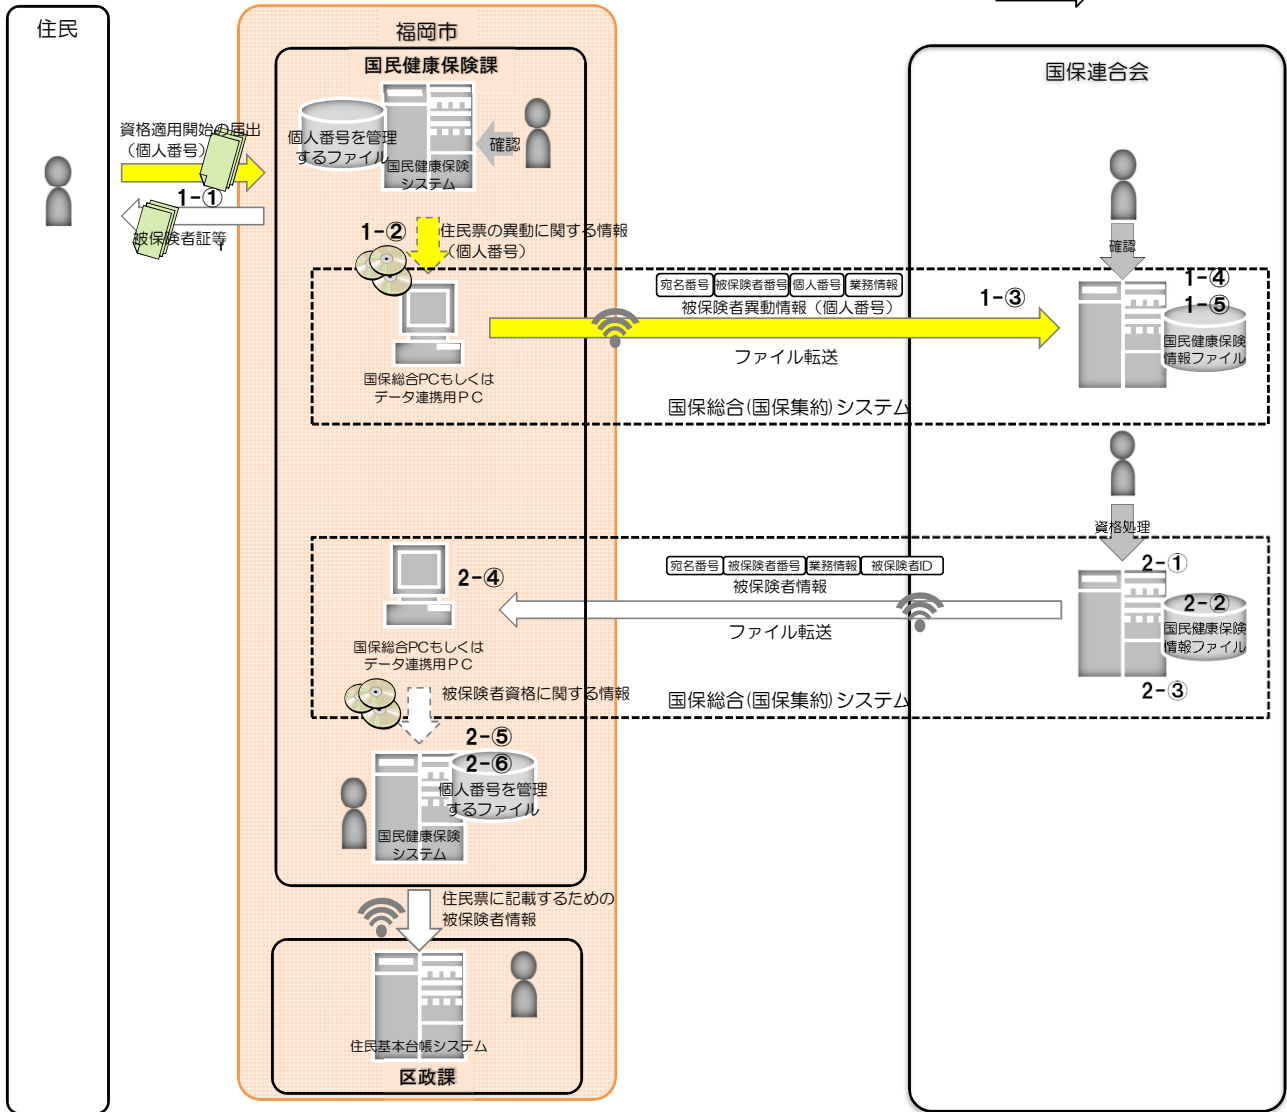 住民
福岡市
国民健康保険課
国保連合会
個人番号を管理
するファイル
国民健康保険
システム
確認
資格適用開始の届出
（個人番号）
1-①
被保険者証等
1-②
住民票の異動に関する情報
（個人番号）
国保総合PCもしくは
データ連携用ＰＣ
宛名番号
被保険者番号
個人番号
業務情報
被保険者異動情報（個人番号）
1-③
ファイル転送
国保総合(国保集約)システム
確認
1-④
1-⑤
国民健康保険
情報ファイル
資格処理
2-①
2-②
国民健康保険
情報ファイル
2-③
宛名番号
被保険者番号
業務情報
被保険者ID
被保険者情報
ファイル転送
国保総合(国保集約)システム
2-④
国保総合PCもしくは
データ連携用ＰＣ
被保険者資格に関する情報
2-⑤
2-⑥
個人番号を管理
するファイル
国民健康保険
システム
住民票に記載するための
被保険者情報
住民基本台帳システム
区政課